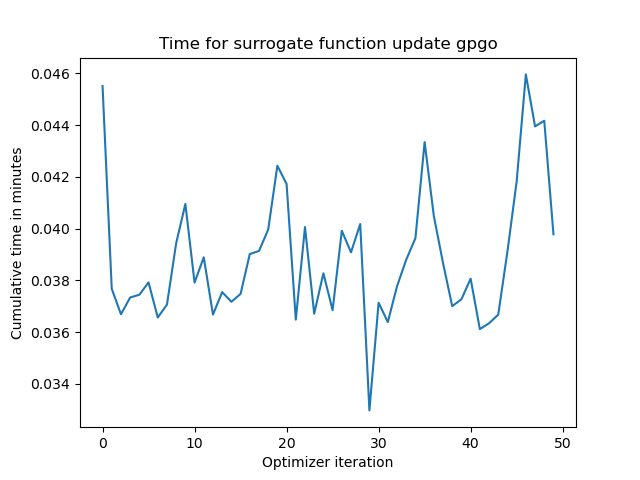 Time for surrogate function update gpgo
0.046
0.044
0.042
0.040
0.038
0.036
0.034
Cumulative time in minutes
0 10 20 30 40 50
Optimizer iteration